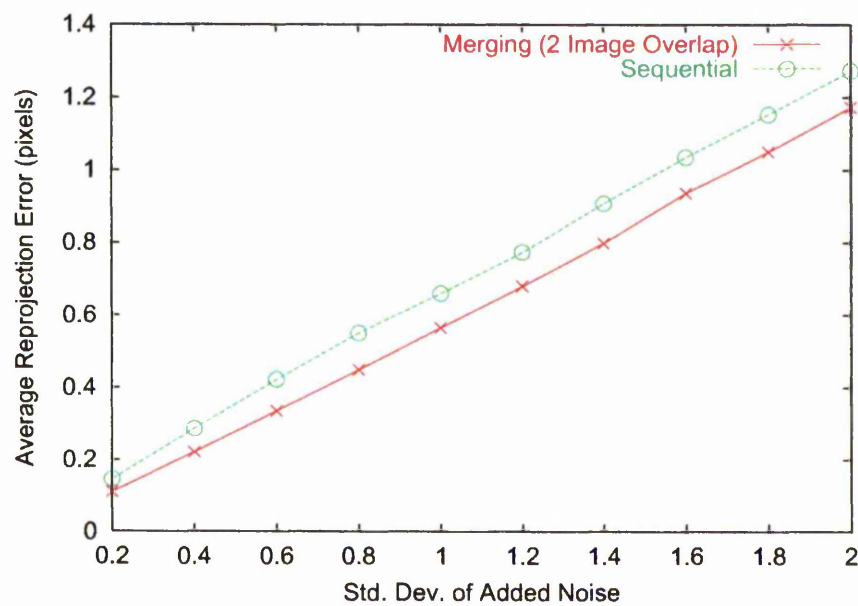 1.4
1.2
1
0.8
0.6
0.4
0.2
0
Average Reprojection Error (pixels)
Merging (2 Image Overlap)
Sequential
0.2 0.4 0.6 0.8 1 1.2 1.4 1.6 1.8 2
Std. Dev. of Added Noise